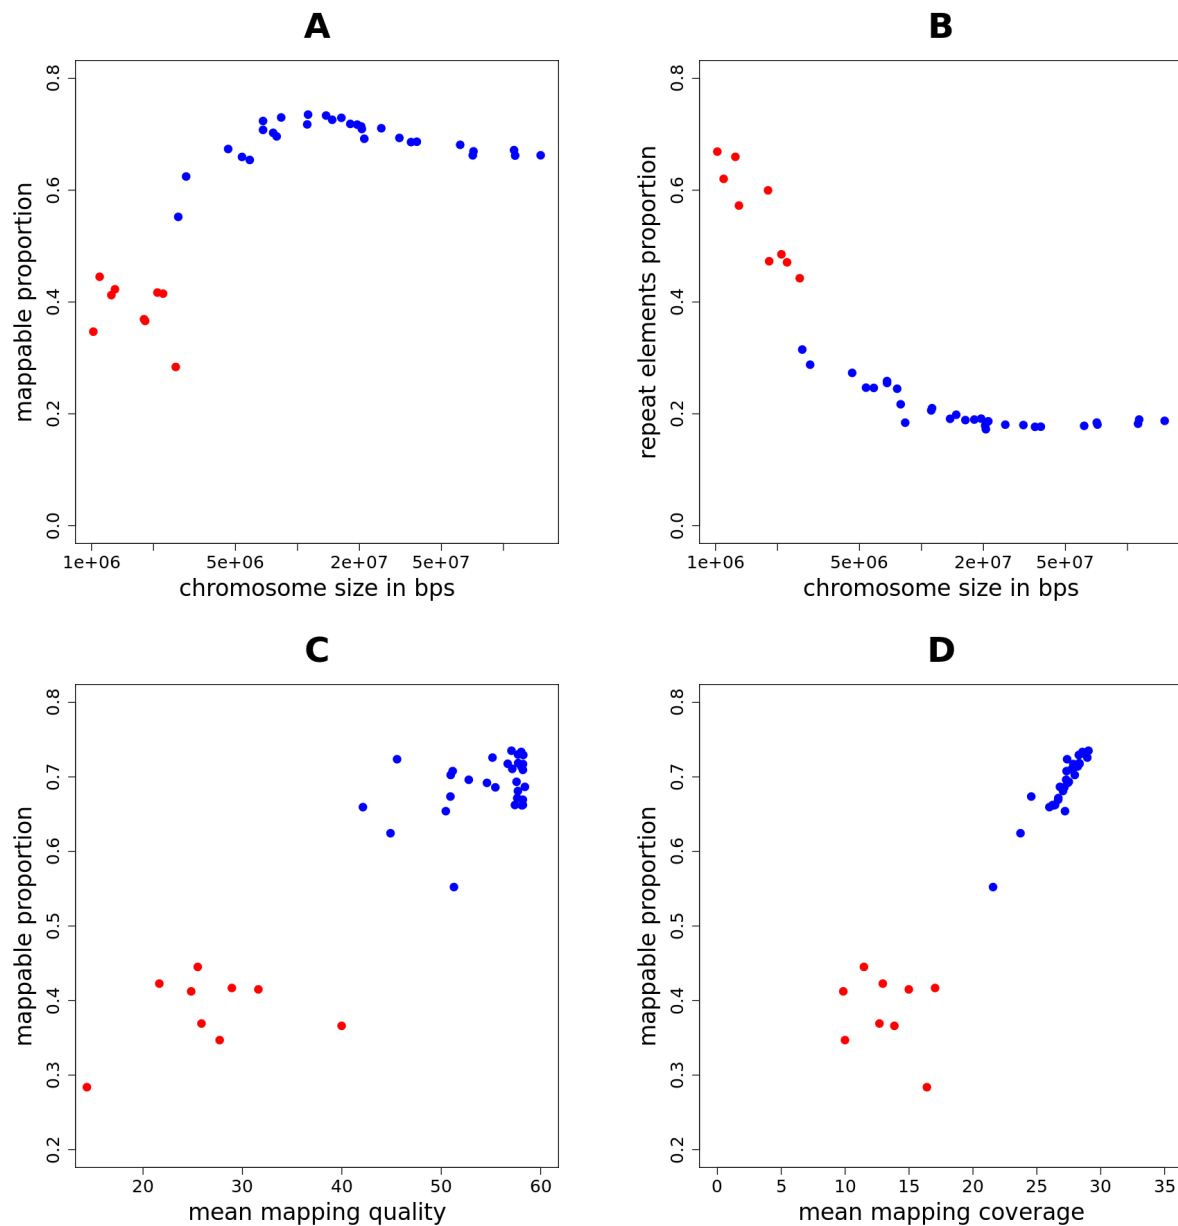 A
mappable proportion
0.0 0.2 0.4 0.6 0.8
1e+06 5e+06 2e+07 5e+07
chromosome size in bps
B
repeat elements proportion
0.0 0.2 0.4 0.6 0.8
1e+06 5e+06 2e+07 5e+07
chromosome size in bps
C
mappable proportion
0.2 0.3 0.4 0.5 0.6 0.7 0.8
20 30 40 50 60
mean mapping quality
D
mappable proportion
0.2 0.3 0.4 0.5 0.6 0.7 0.8
0 5 10 15 20 25 30 35
mean mapping coverage